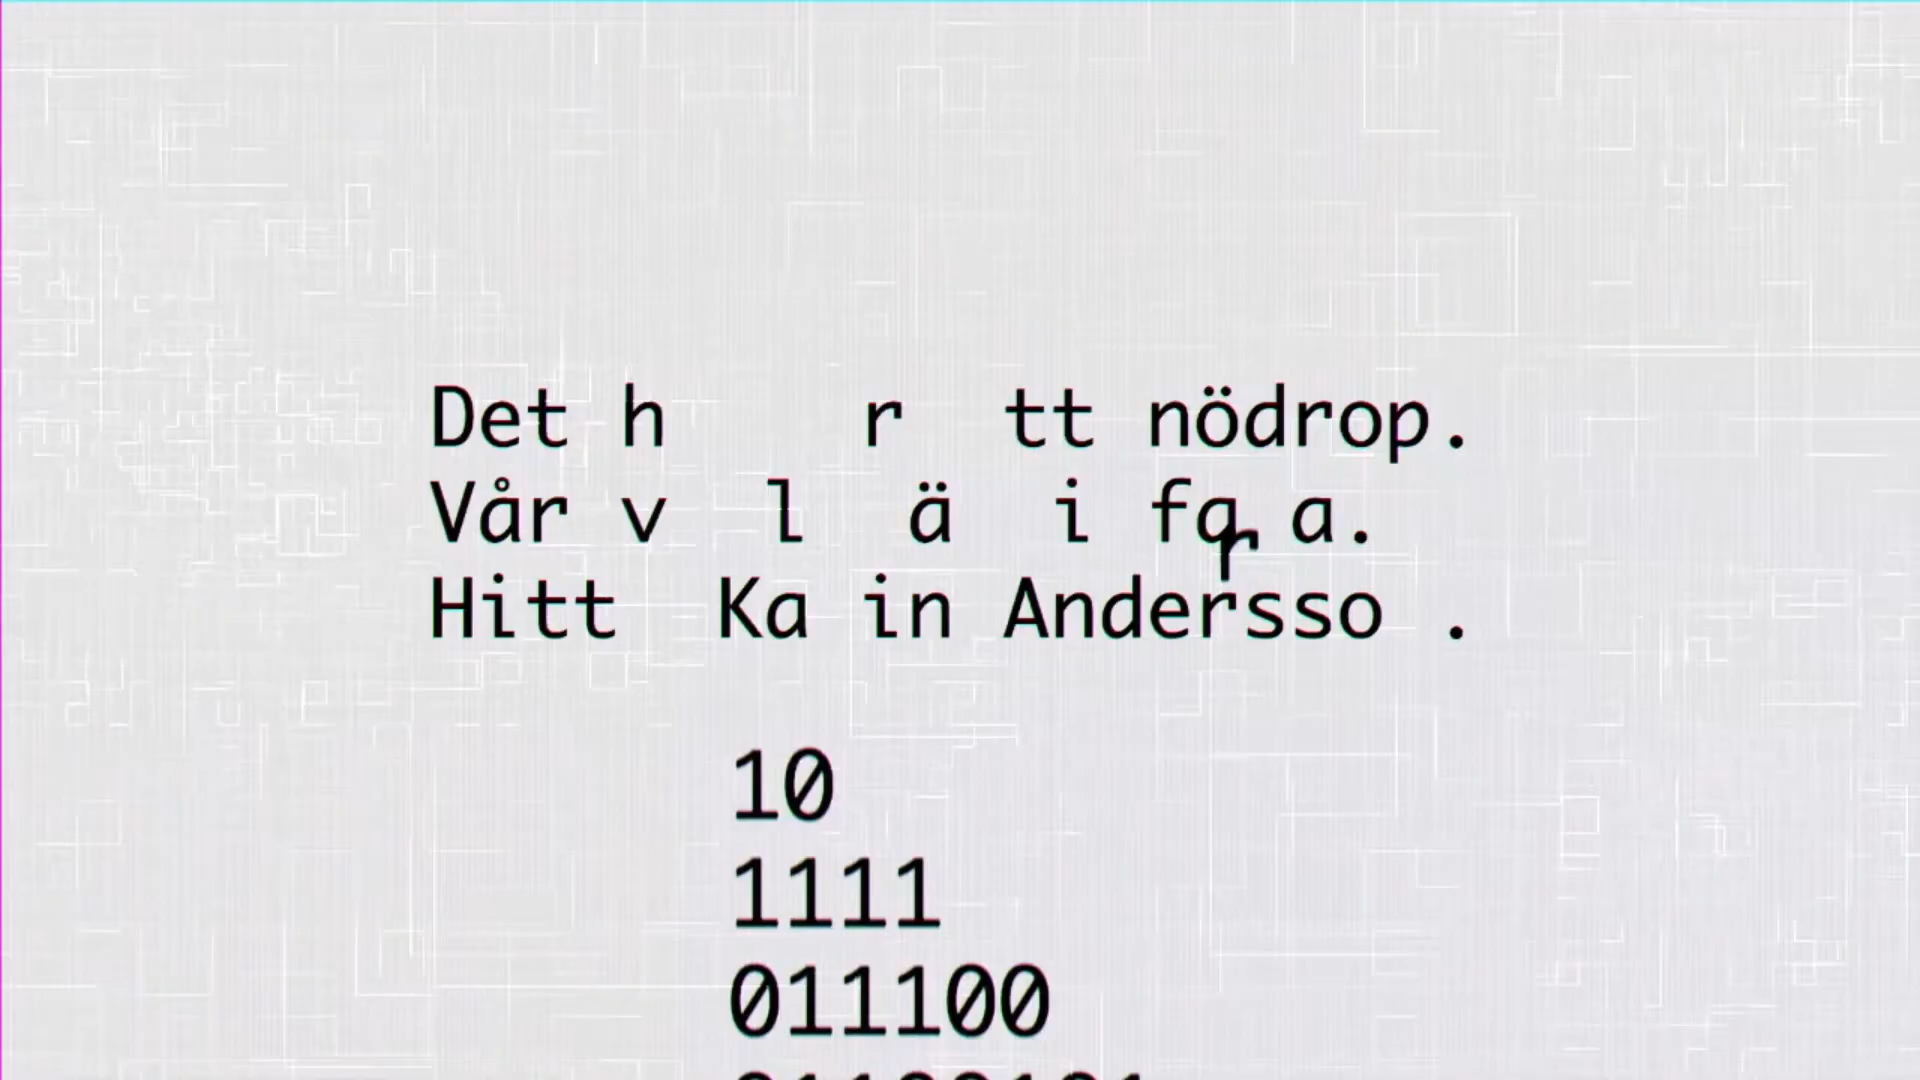 Det h    r  tt nödrop.
Vår v  l  ä  i fa a.
r
Hitt  Ka in Andersso .
10
1111
011100